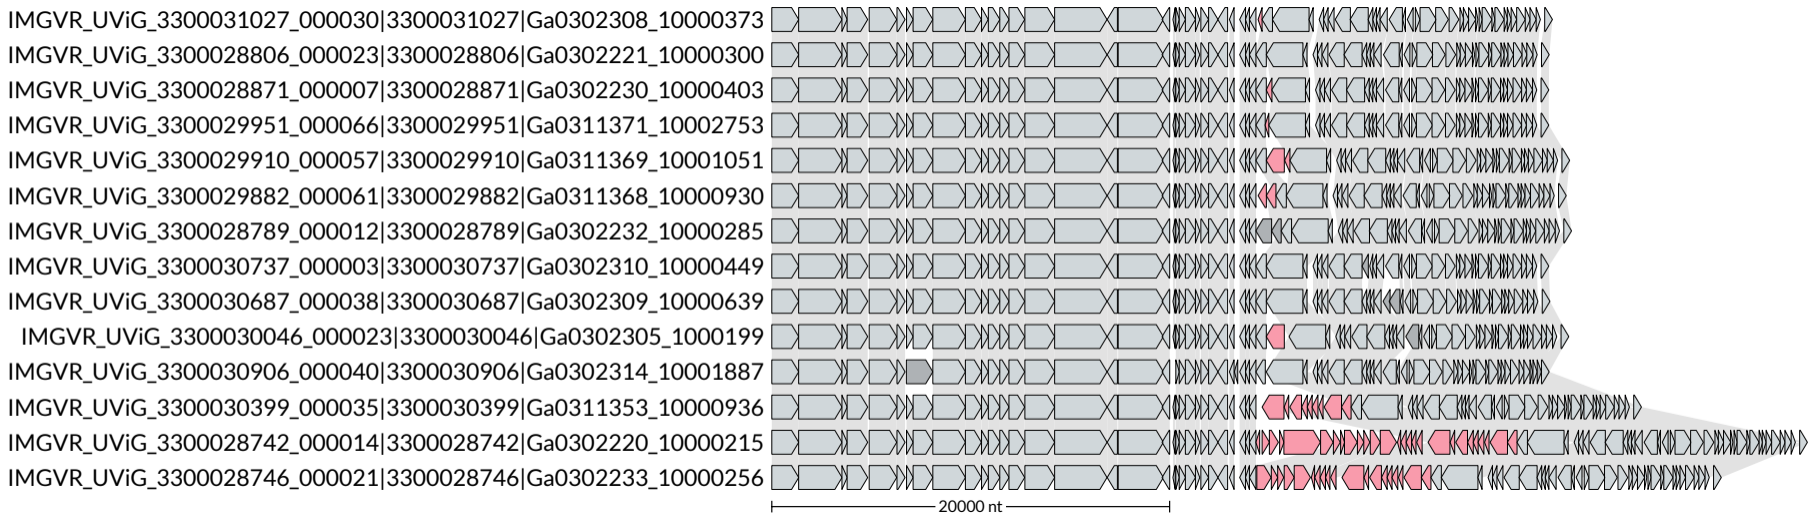 IMGVR_UViG_3300031027_000030|3300031027|Ga0302308_10000373
IMGVR_UViG_3300028806_000023|3300028806|Ga0302221_10000300
IMGVR_UViG_3300028871_000007|3300028871|Ga0302230_10000403
IMGVR_UViG_3300029951_000066|3300029951|Ga0311371_10002753
IMGVR_UViG_3300029910_000057|3300029910|Ga0311369_10001051
IMGVR_UViG_3300029882_000061|3300029882|Ga0311368_10000930
IMGVR_UViG_3300028789_000012|3300028789|Ga0302232_10000285
IMGVR_UViG_3300030737_000003|3300030737|Ga0302310_10000449
IMGVR_UViG_3300030687_000038|3300030687|Ga0302309_10000639
IMGVR_UViG_3300030046_000023|3300030046|Ga0302305_1000199
IMGVR_UViG_3300030906_000040|3300030906|Ga0302314_10001887
IMGVR_UViG_3300030399_000035|3300030399|Ga0311353_10000936
IMGVR_UViG_3300028742_000014|3300028742|Ga0302220_10000215
IMGVR_UViG_3300028746_000021|3300028746|Ga0302233_10000256
20000 nt